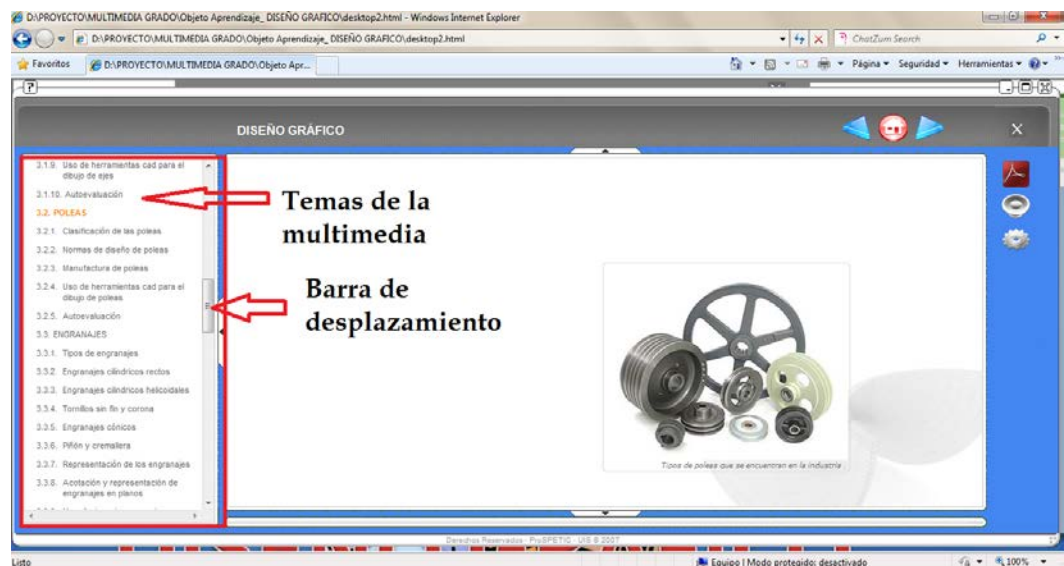 D:\PROYECTO\MULTIMEDIA GRADO\Objeto Aprendizaje_ DISEÑO GRAFICO\desktop2.html - Windows Internet Explorer
D:\PROYECTO\MULTIMEDIA GRADO\Objeto Aprendizaje_ DISEÑO GRAFICO\desktop2.html
ChatZum Search
Favoritos
D:\PROYECTO\MULTIMEDIA GRADO\Objeto Apr...
Página
Seguridad
Herramientas
?
DISEÑO GRÁFICO
X
3.1.9. Uso de herramientas cad para el
dibujo de ejes
3.1.10. Autoevaluación
3.2. POLEAS
3.2.1. Clasificación de las poleas
3.2.2. Normas de diseño de poleas
3.2.3. Manufactura de poleas
3.2.4. Uso de herramientas cad para el
dibujo de poleas
3.2.5. Autoevaluación
3.3. ENGRANAJES
3.3.1. Tipos de engranajes
3.3.2. Engranajes cilíndricos rectos
3.3.3. Engranajes cilíndricos helicoidales
3.3.4. Tornillos sin fin y corona
3.3.5. Engranajes cónicos
3.3.6. Piñón y cremallera
3.3.7. Representación de los engranajes
3.3.8. Acotación y representación de
engranajes en planos
Temas de la
multimedia
Barra de
desplazamiento
Tipos de poleas que se encuentran en la industria
Derechos Reservados - ProSPETIC - UIS © 2007
Listo
Equipo | Modo protegido: desactivado
100%